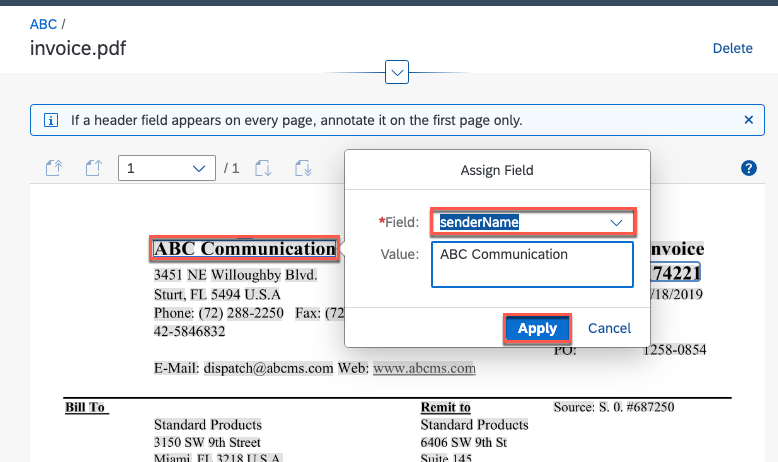 ABC /
invoice.pdf
Delete
If a header field appears on every page, annotate it on the first page only.
1 / 1
Assign Field
*Field: senderName
Value: ABC Communication
Apply Cancel
ABC Communication
nvoice
3451 NE Willoughby Blvd.
74221
Sturt, FL 5494 U.S.A
/18/2019
Phone: (72) 288-2250 Fax: (72
42-5846832
PO: 1258-0854
E-Mail: dispatch@abcms.com Web: www.abcms.com
Bill To Remit to Source: S. 0. #687250
Standard Products Standard Products
3150 SW 9th Street 6406 SW 9th St
Miami, FL 3218 U.S.A Suite 145